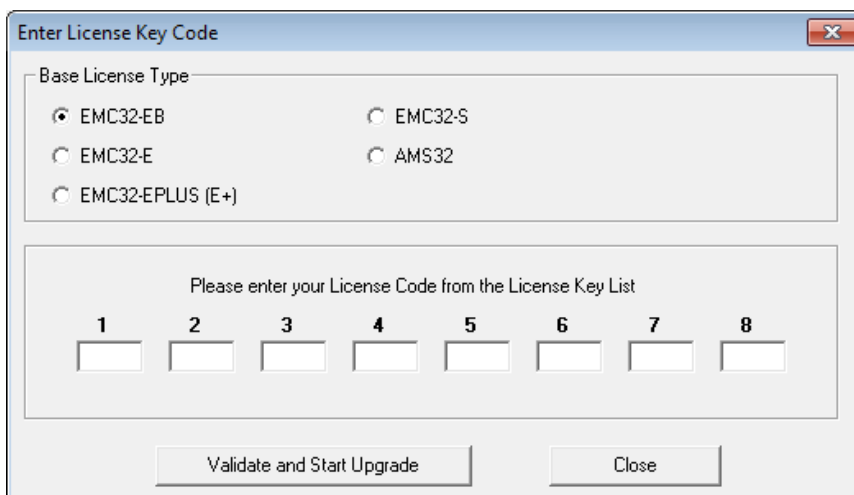 Enter License Key Code
Base License Type
EMC32-EB
EMC32-S
EMC32-E
AMS32
EMC32-EPLUS (E+)
Please enter your License Code from the License Key List
1 2 3 4 5 6 7 8
Validate and Start Upgrade
Close